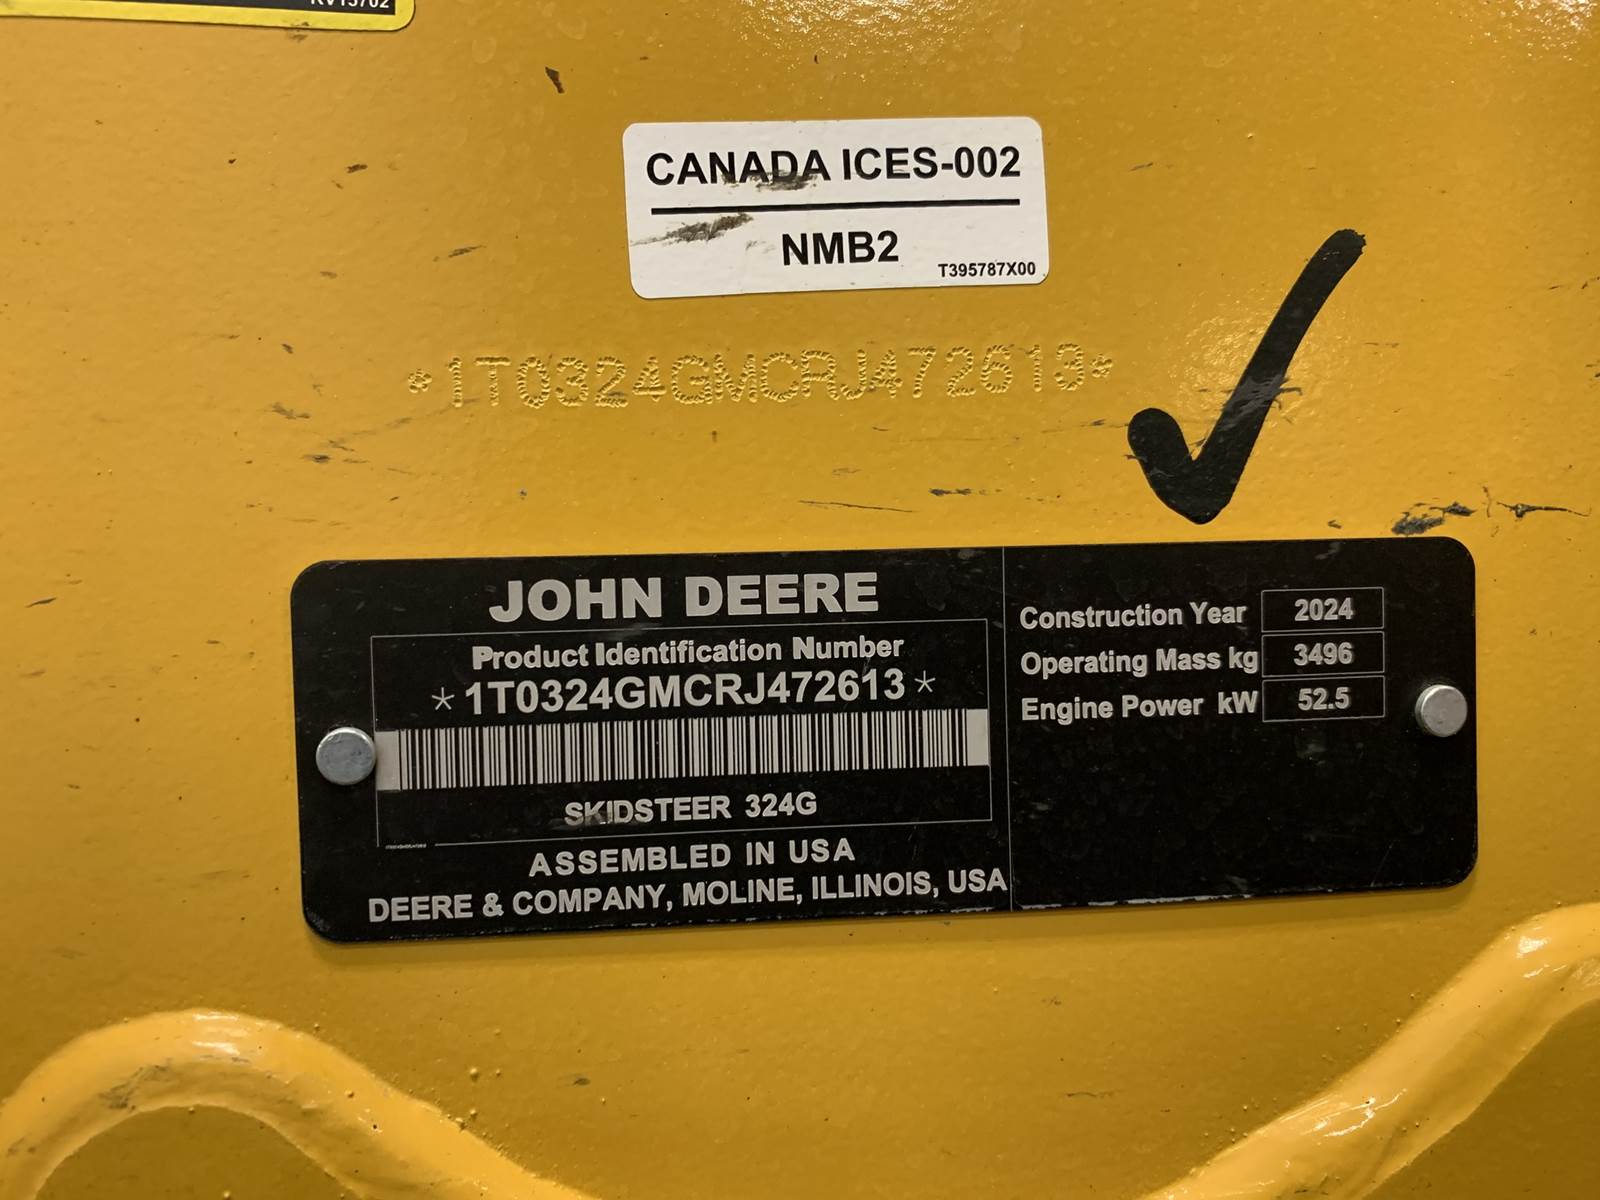 KV15702
CANADA ICES-002
NMB2
T395787X00
*1T0324GMCRJ472613*
JOHN DEERE
Product Identification Number
*1T0324GMCRJ472613*
SKIDSTEER 324G
ASSEMBLED IN USA
DEERE & COMPANY, MOLINE, ILLINOIS, USA
Construction Year 2024
Operating Mass kg 3496
Engine Power kW 52.5